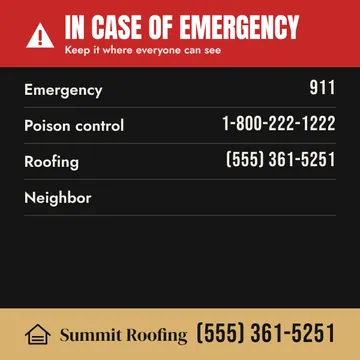 IN CASE OF EMERGENCY
Keep it where everyone can see
Emergency 911
Poison control 1-800-222-1222
Roofing (555) 361-5251
Neighbor
Summit Roofing (555) 361-5251